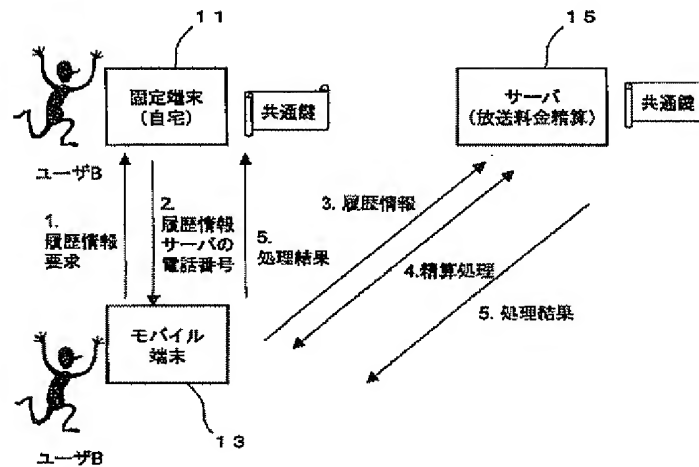 11
15
固定端末
(自宅)
共通鍵
サーバ
(放送料金精算)
共通鍵
ユーザB
1.
履歴情報
要求
2.
履歴情報
サーバの
電話番号
5.
処理結果
3. 履歴情報
4.精算処理
5. 処理結果
モバイル
端末
13
ユーザB